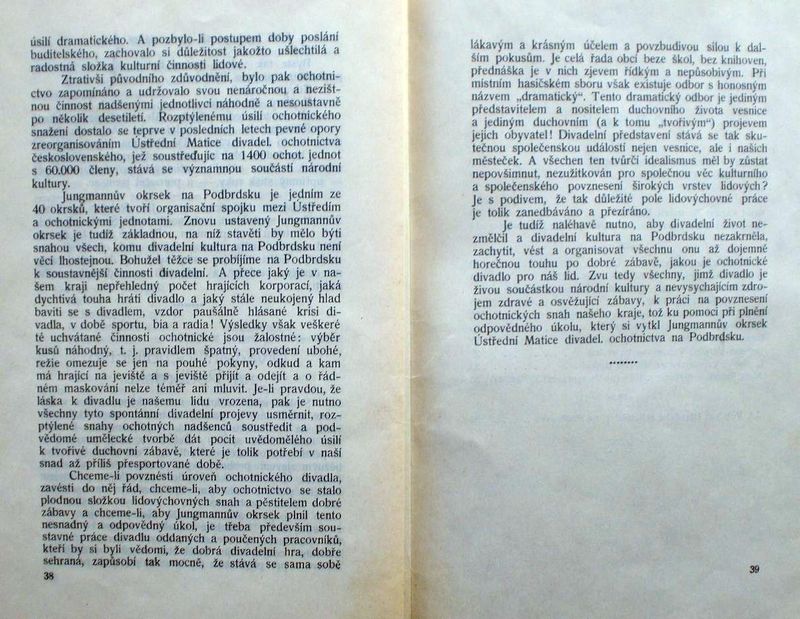 úsilí dramatického. A pozbylo-li postupem doby poslání
buditelského, zachovalo si důležitost jakožto ušlechtilá a
radostná složka kulturní činnosti lidové.
Ztrativši původního zdůvodnění, bylo pak ochotni-
ctvo zapomínáno a udržovalo svou nenáročnou a nezišt-
nou činnost nadšenými jednotlivci náhodně a nesoustavně
po několik desetiletí. Rozptýlenému úsilí ochotnického
snažení dostalo se teprve v posledních letech pevné opory
zreorganisováním Ústřední Matice divadel. ochotnictva
československého, jež soustřeďujíc na 1400 ochot. jednot
s 60.000 členy, stává se významnou součástí národní
kultury.
Jungmannův okrsek na Podbrdsku je jedním ze
40 okrsků, které tvoří organisační spojku mezi Ústředím
a ochotnickými jednotami. Znovu ustavený Jungmannův
okrsek je tudíž základnou, na níž stavěti by mělo býti
snahou všech, komu divadelní kultura na Podbrdsku není
věcí lhostejnou. Bohužel těžce se probíjíme na Podbrdsku
k soustavnější činnosti divadelní. A přece jaký je v na-
šem kraji nepřehledný počet hrajících korporací, jaká
dychtivá touha hráti divadlo a jaký stále neukojený hlad
baviti se s divadlem, vzdor paušálně hlásané krisi di-
vadla, v době sportu, bia a radia! Výsledky však veškeré
té uchvátané činnosti ochotnické jsou žalostné: výběr
kusů náhodný, t. j. pravidlem špatný, provedení ubohé,
režie omezuje se jen na pouhé pokyny, odkud a kam
má hrající na jeviště a s jeviště přijít a odejít a o řád-
ném maskování nelze téměř ani mluvit. Je-li pravdou, že
láska k divadlu je našemu lidu vrozena, pak je nutno
všechny tyto spontánní divadelní projevy usměrnit, roz-
ptýlené snahy ochotných nadšenců soustředit a pod-
vědomé umělecké tvorbě dát pocit uvědomělého úsilí
k tvořivé duchovní zábavě, které je tolik potřebí v naší
snad až příliš přesportované době.
Chceme-li povznésti úroveň ochotnického divadla,
zavésti do něj řád, chceme-li, aby ochotnictvo se stalo
plodnou složkou lidovýchovných snah a pěstitelem dobré
zábavy a chceme-li, aby Jungmannův okrsek plnil tento
nesnadný a odpovědný úkol, je třeba především sou-
stavné práce divadlu oddaných a poučených pracovníků,
kteří by si byli vědomi, že dobrá divadelní hra, dobře
sehraná, zapůsobí tak mocně, že stává se sama sobě
38
lákavým a krásným účelem a povzbudivou silou k dal-
ším pokusům. Je celá řada obcí beze škol, bez knihoven,
přednáška je v nich zjevem řídkým a nepůsobivým. Při
místním hasičském sboru však existuje odbor s honosným
názvem „dramatický“. Tento dramatický odbor je jediným
představitelem a nositelem duchovního života vesnice
a jediným duchovním (a k tomu „tvořivým“) projevem
jejich obyvatel! Divadelní představení stává se tak sku-
tečnou společenskou událostí nejen vesnice, ale i našich
městeček. A všechen ten tvůrčí idealismus měl by zůstat
nepovšimnut, nezužitkován pro společnou věc kulturního
a společenského povznesení širokých vrstev lidových?
Je s podivem, že tak důležité pole lidovýchovné práce
je tolik zanedbáváno a přezíráno.
Je tudíž naléhavě nutno, aby divadelní život ne-
změlčil a divadelní kultura na Podbrdsku nezakrněla,
zachytit, vést a organisovat všechnu onu až dojemně
horečnou touhu po dobré zábavě, jakou je ochotnické
divadlo pro náš lid. Zvu tedy všechny, jimž divadlo je
živou součástkou národní kultury a nevysychajícím zdro-
jem zdravé a osvěžující zábavy, k práci na povznesení
ochotnických snah našeho kraje, tož ku pomoci při plnění
odpovědného úkolu, který si vytkl Jungmannův okrsek
Ústřední Matice divadel. ochotnictva na Podbrdsku.
39